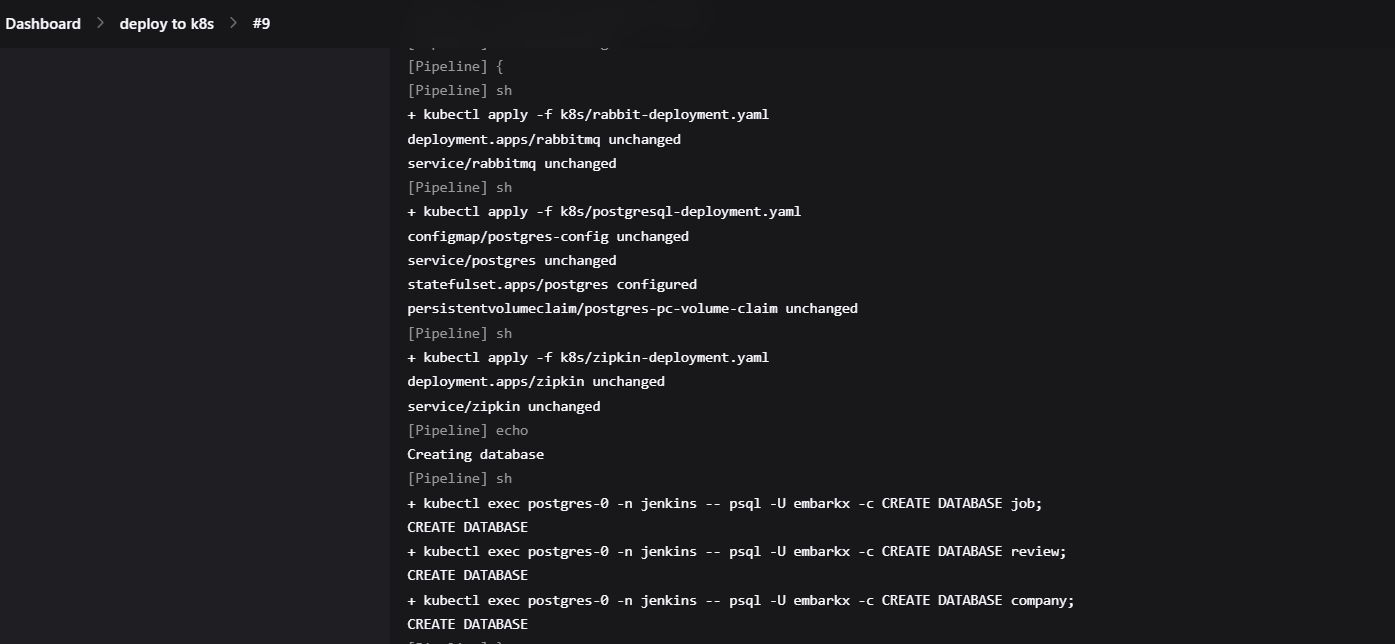 Dashboard > deploy to k8s > #9
[Pipeline] {
[Pipeline] sh
+ kubectl apply -f k8s/rabbit-deployment.yaml
deployment.apps/rabbitmq unchanged
service/rabbitmq unchanged
[Pipeline] sh
+ kubectl apply -f k8s/postgresql-deployment.yaml
configmap/postgres-config unchanged
service/postgres unchanged
statefulset.apps/postgres configured
persistentvolumeclaim/postgres-pc-volume-claim unchanged
[Pipeline] sh
+ kubectl apply -f k8s/zipkin-deployment.yaml
deployment.apps/zipkin unchanged
service/zipkin unchanged
[Pipeline] echo
Creating database
[Pipeline] sh
+ kubectl exec postgres-0 -n jenkins -- psql -U embarkx -c CREATE DATABASE job;
CREATE DATABASE
+ kubectl exec postgres-0 -n jenkins -- psql -U embarkx -c CREATE DATABASE review;
CREATE DATABASE
+ kubectl exec postgres-0 -n jenkins -- psql -U embarkx -c CREATE DATABASE company;
CREATE DATABASE